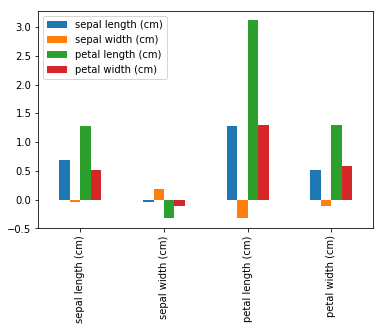 sepal length (cm)
sepal width (cm)
petal length (cm)
petal width (cm)
3.0
2.5
2.0
1.5
1.0
0.5
0.0
−0.5
sepal length (cm)
sepal width (cm)
petal length (cm)
petal width (cm)